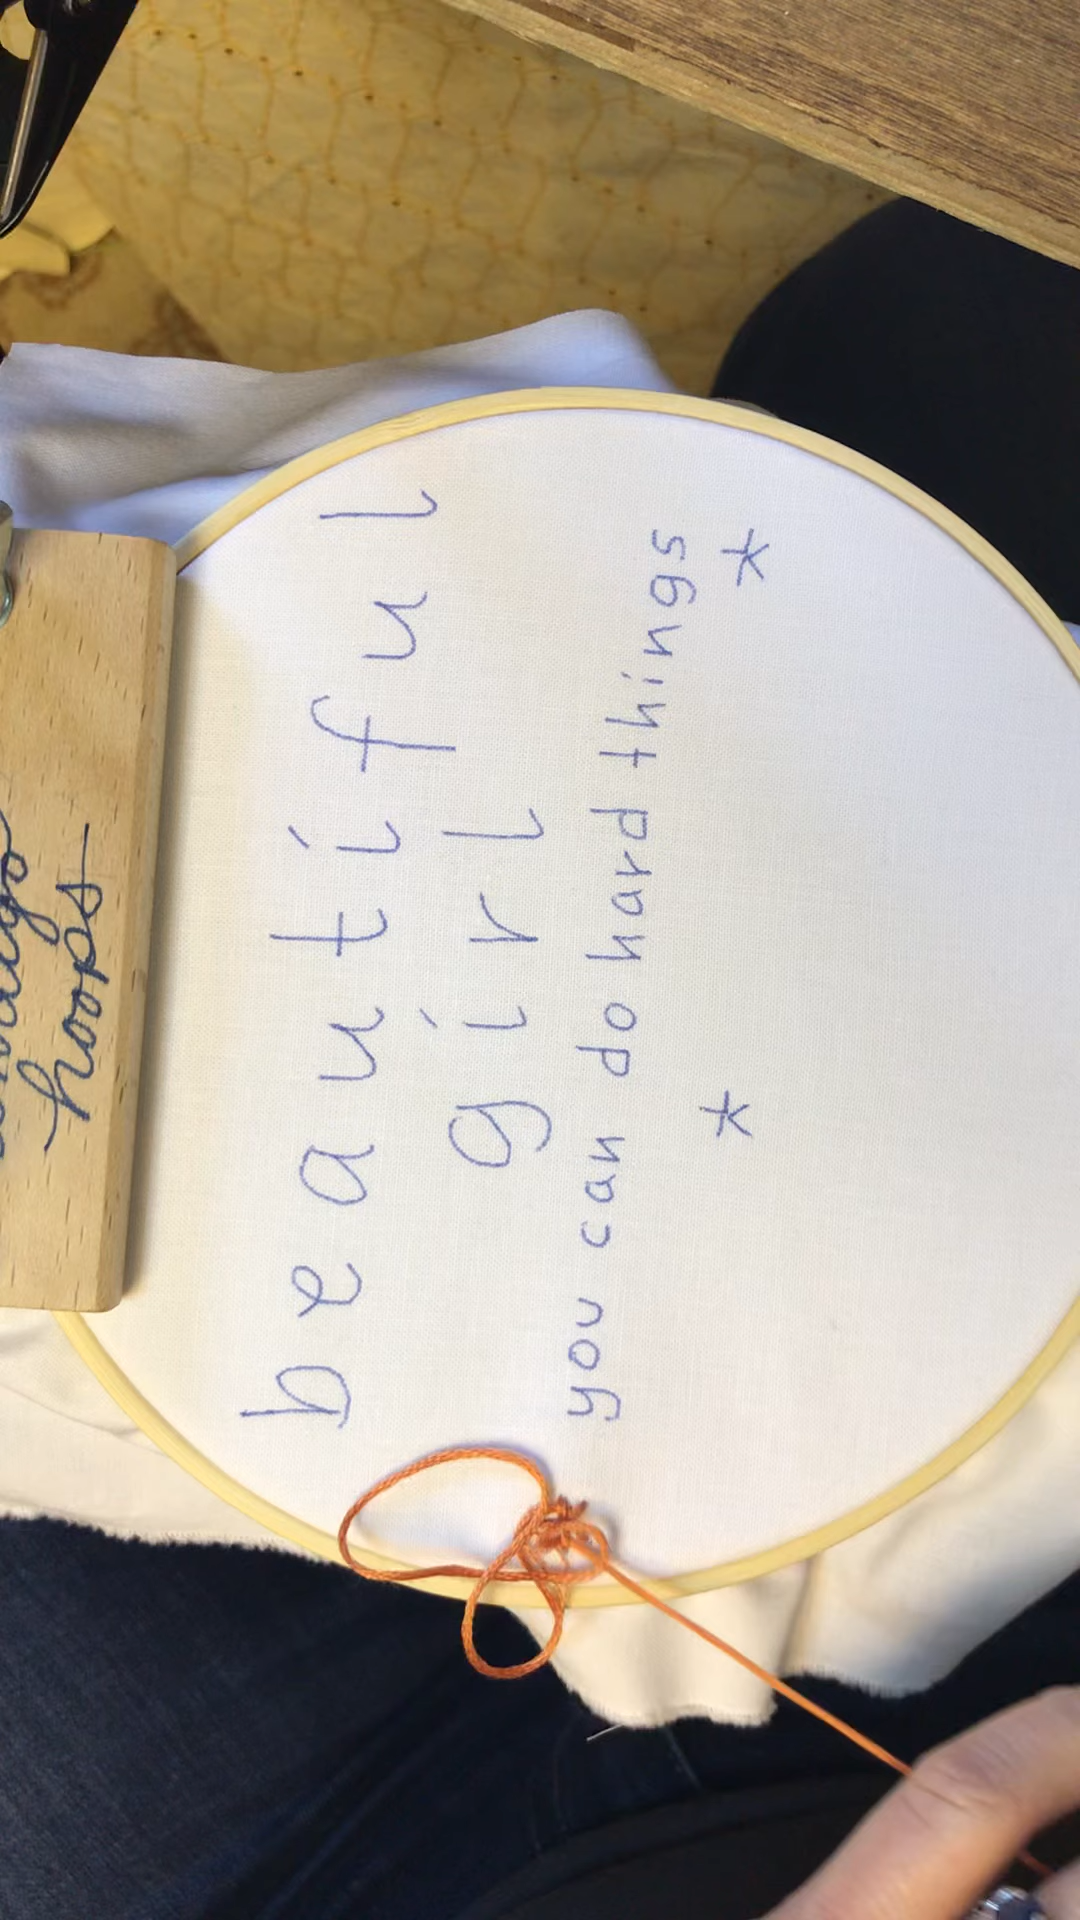 hoops
beautiful
girl
you can do hard things
* *